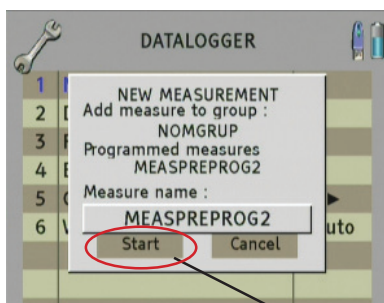 DATALOGGER
1
NEW MEASUREMENT
Add measure to group :
2
NOMGRUP
3
Programmed measures
4
MEASPREPROG2
5
Measure name :
6
MEASPREPROG2
uto
Start Cancel